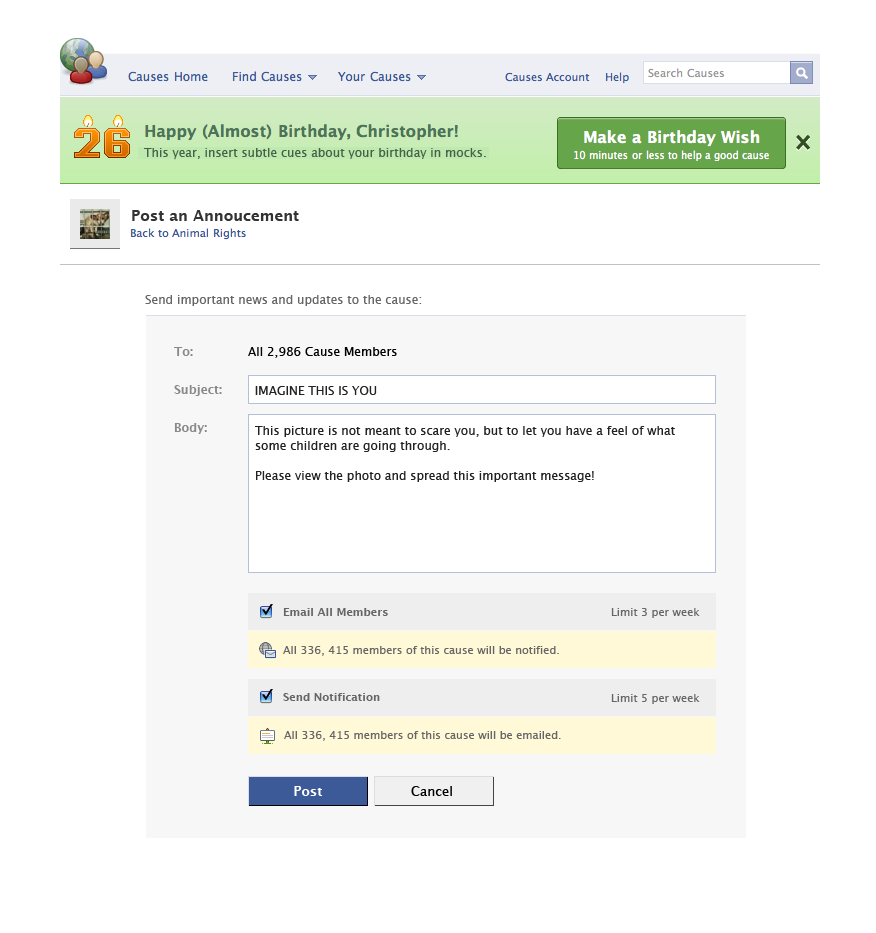 Causes Home Find Causes Your Causes Causes Account Help Search Causes
26 Happy (Almost) Birthday, Christopher!
This year, insert subtle cues about your birthday in mocks.
Make a Birthday Wish
10 minutes or less to help a good cause
Post an Annoucement
Back to Animal Rights
Send important news and updates to the cause:
To: All 2,986 Cause Members
Subject: IMAGINE THIS IS YOU
Body: This picture is not meant to scare you, but to let you have a feel of what
some children are going through.
Please view the photo and spread this important message!
Email All Members Limit 3 per week
All 336, 415 members of this cause will be notified.
Send Notification Limit 5 per week
All 336, 415 members of this cause will be emailed.
Post Cancel